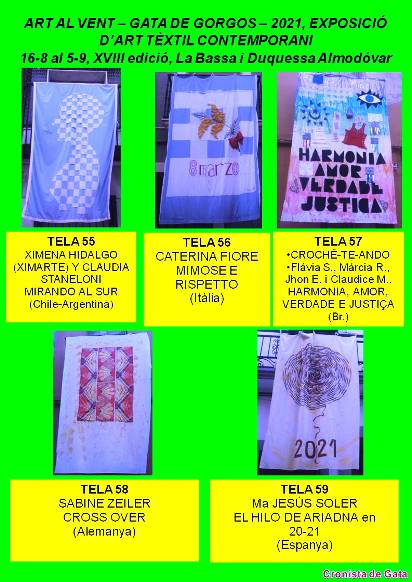 ART AL VENT – GATA DE GORGOS – 2021, EXPOSICIÓ
D'ART TÈXTIL CONTEMPORANI
16-8 al 5-9, XVIII edició, La Bassa i Duquessa Almodóvar
8 marzo
HARMONIA
AMOR
VERDADE
JUSTIÇA
TELA 55
XIMENA HIDALGO
(XIMARTE) Y CLAUDIA
STANELONI
MIRANDO AL SUR
(Chile-Argentina)
TELA 56
CATERINA FIORE
MIMOSE E
RISPETTO
(Itàlia)
TELA 57
•CROCHÊ-TE-ANDO
•Flávia S., Márcia R.,
Jhon E. i Claudice M..
HARMONIA, AMOR,
VERDADE E JUSTIÇA
(Br.)
2021
TELA 58
SABINE ZEILER
CROSS OVER
(Alemanya)
TELA 59
Ma JESÚS SOLER
EL HILO DE ARIADNA en
20-21
(Espanya)
Cronista de Gata